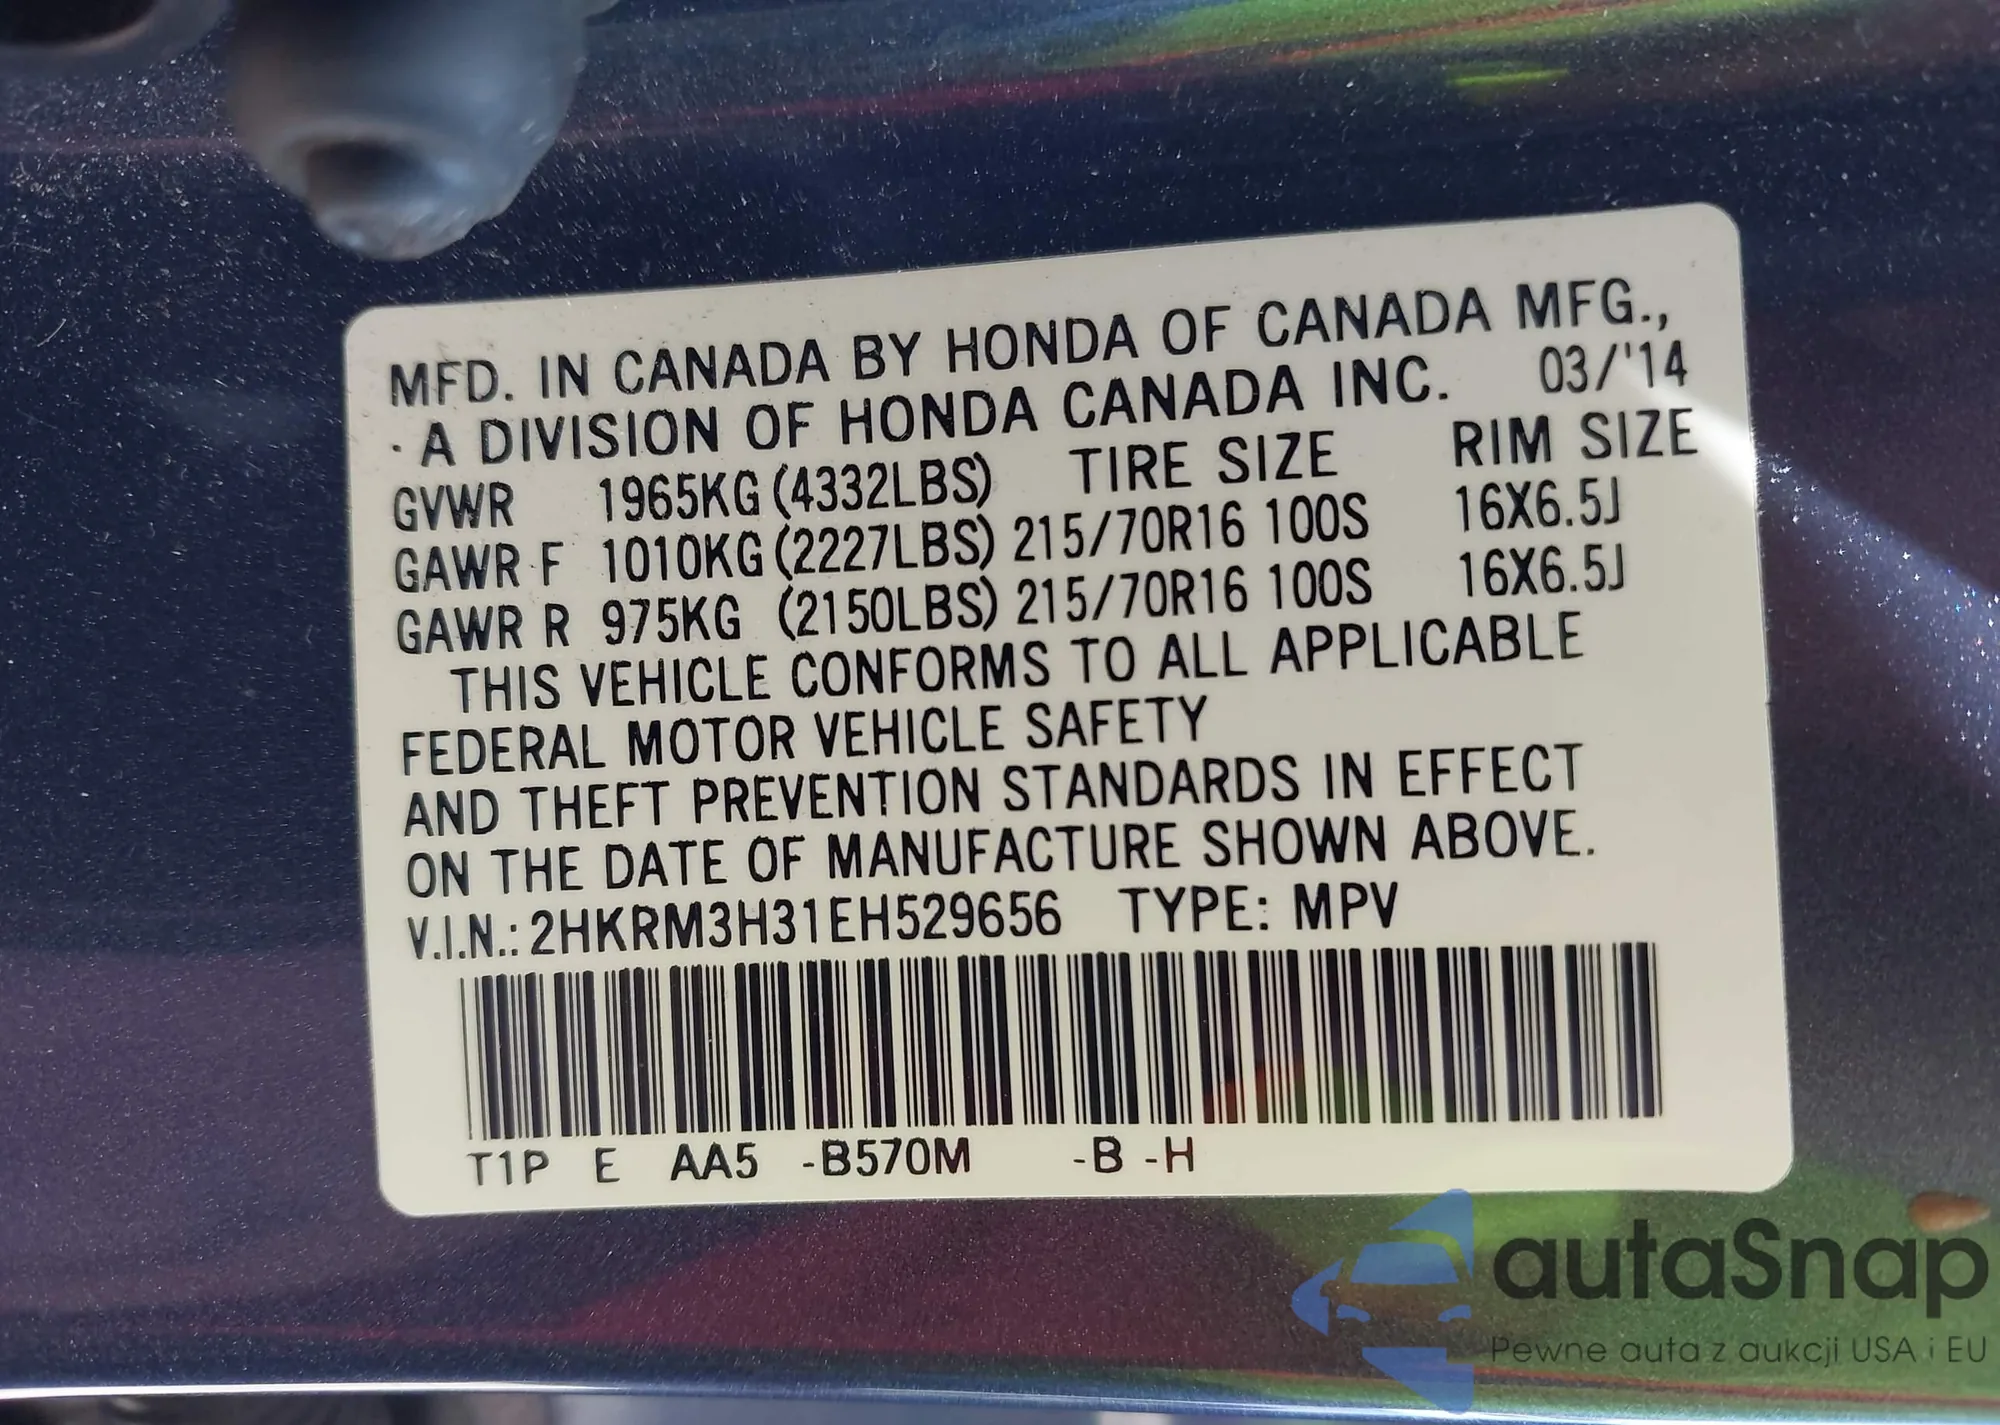 MFD. IN CANADA BY HONDA OF CANADA MFG.,
· A DIVISION OF HONDA CANADA INC. 03/'14
GVWR 1965KG (4332LBS) TIRE SIZE RIM SIZE
GAWR F 1010KG (2227LBS) 215/70R16 100S 16X6.5J
GAWR R 975KG (2150LBS) 215/70R16 100S 16X6.5J
THIS VEHICLE CONFORMS TO ALL APPLICABLE
FEDERAL MOTOR VEHICLE SAFETY
AND THEFT PREVENTION STANDARDS IN EFFECT
ON THE DATE OF MANUFACTURE SHOWN ABOVE.
V.I.N.: 2HKRM3H31EH529656 TYPE: MPV
T1P E AA5 -B570M -B -H
autaSnap
Pewne auta z aukcji USA i EU